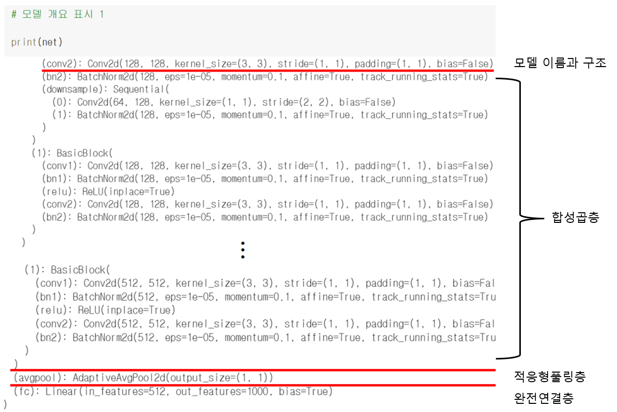 # 모델 개요 표시 1
print(net)
(conv2): Conv2d(128, 128, kernel_size=(3, 3), stride=(1, 1), padding=(1, 1), bias=False)
모델 이름과 구조
(bn2): BatchNorm2d(128, eps=1e-05, momentum=0.1, affine=True, track_running_stats=True)
(downsample): Sequential(
(0): Conv2d(64, 128, kernel_size=(1, 1), stride=(2, 2), bias=False)
(1): BatchNorm2d(128, eps=1e-05, momentum=0.1, affine=True, track_running_stats=True)
)
)
(1): BasicBlock(
(conv1): Conv2d(128, 128, kernel_size=(3, 3), stride=(1, 1), padding=(1, 1), bias=False)
(bn1): BatchNorm2d(128, eps=1e-05, momentum=0.1, affine=True, track_running_stats=True)
(relu): ReLU(inplace=True)
(conv2): Conv2d(128, 128, kernel_size=(3, 3), stride=(1, 1), padding=(1, 1), bias=False)
(bn2): BatchNorm2d(128, eps=1e-05, momentum=0.1, affine=True, track_running_stats=True)
합성곱층
)
)
(1): BasicBlock(
(conv1): Conv2d(512, 512, kernel_size=(3, 3), stride=(1, 1), padding=(1, 1), bias=Fal
(bn1): BatchNorm2d(512, eps=1e-05, momentum=0.1, affine=True, track_running_stats=Tru
(relu): ReLU(inplace=True)
(conv2): Conv2d(512, 512, kernel_size=(3, 3), stride=(1, 1), padding=(1, 1), bias=Fal
(bn2): BatchNorm2d(512, eps=1e-05, momentum=0.1, affine=True, track_running_stats=Tru
)
)
(avgpool): AdaptiveAvgPool2d(output_size=(1, 1))
적응형풀링층
(fc): Linear(in_features=512, out_features=1000, bias=True)
완전연결층
)